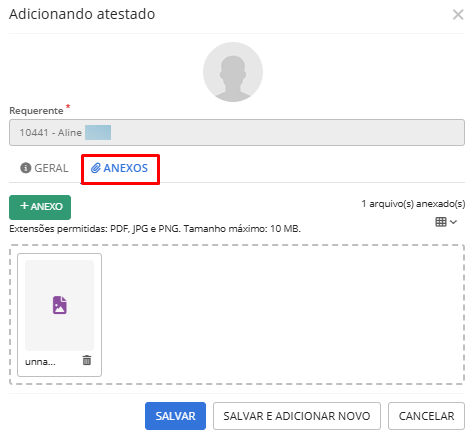 Adicionando atestado
Requerente *
10441 - Aline
GERAL
ANEXOS
+ ANEXO
1 arquivo(s) anexado(s)
Extensões permitidas: PDF, JPG e PNG. Tamanho máximo: 10 MB.
unna...
SALVAR
SALVAR E ADICIONAR NOVO
CANCELAR